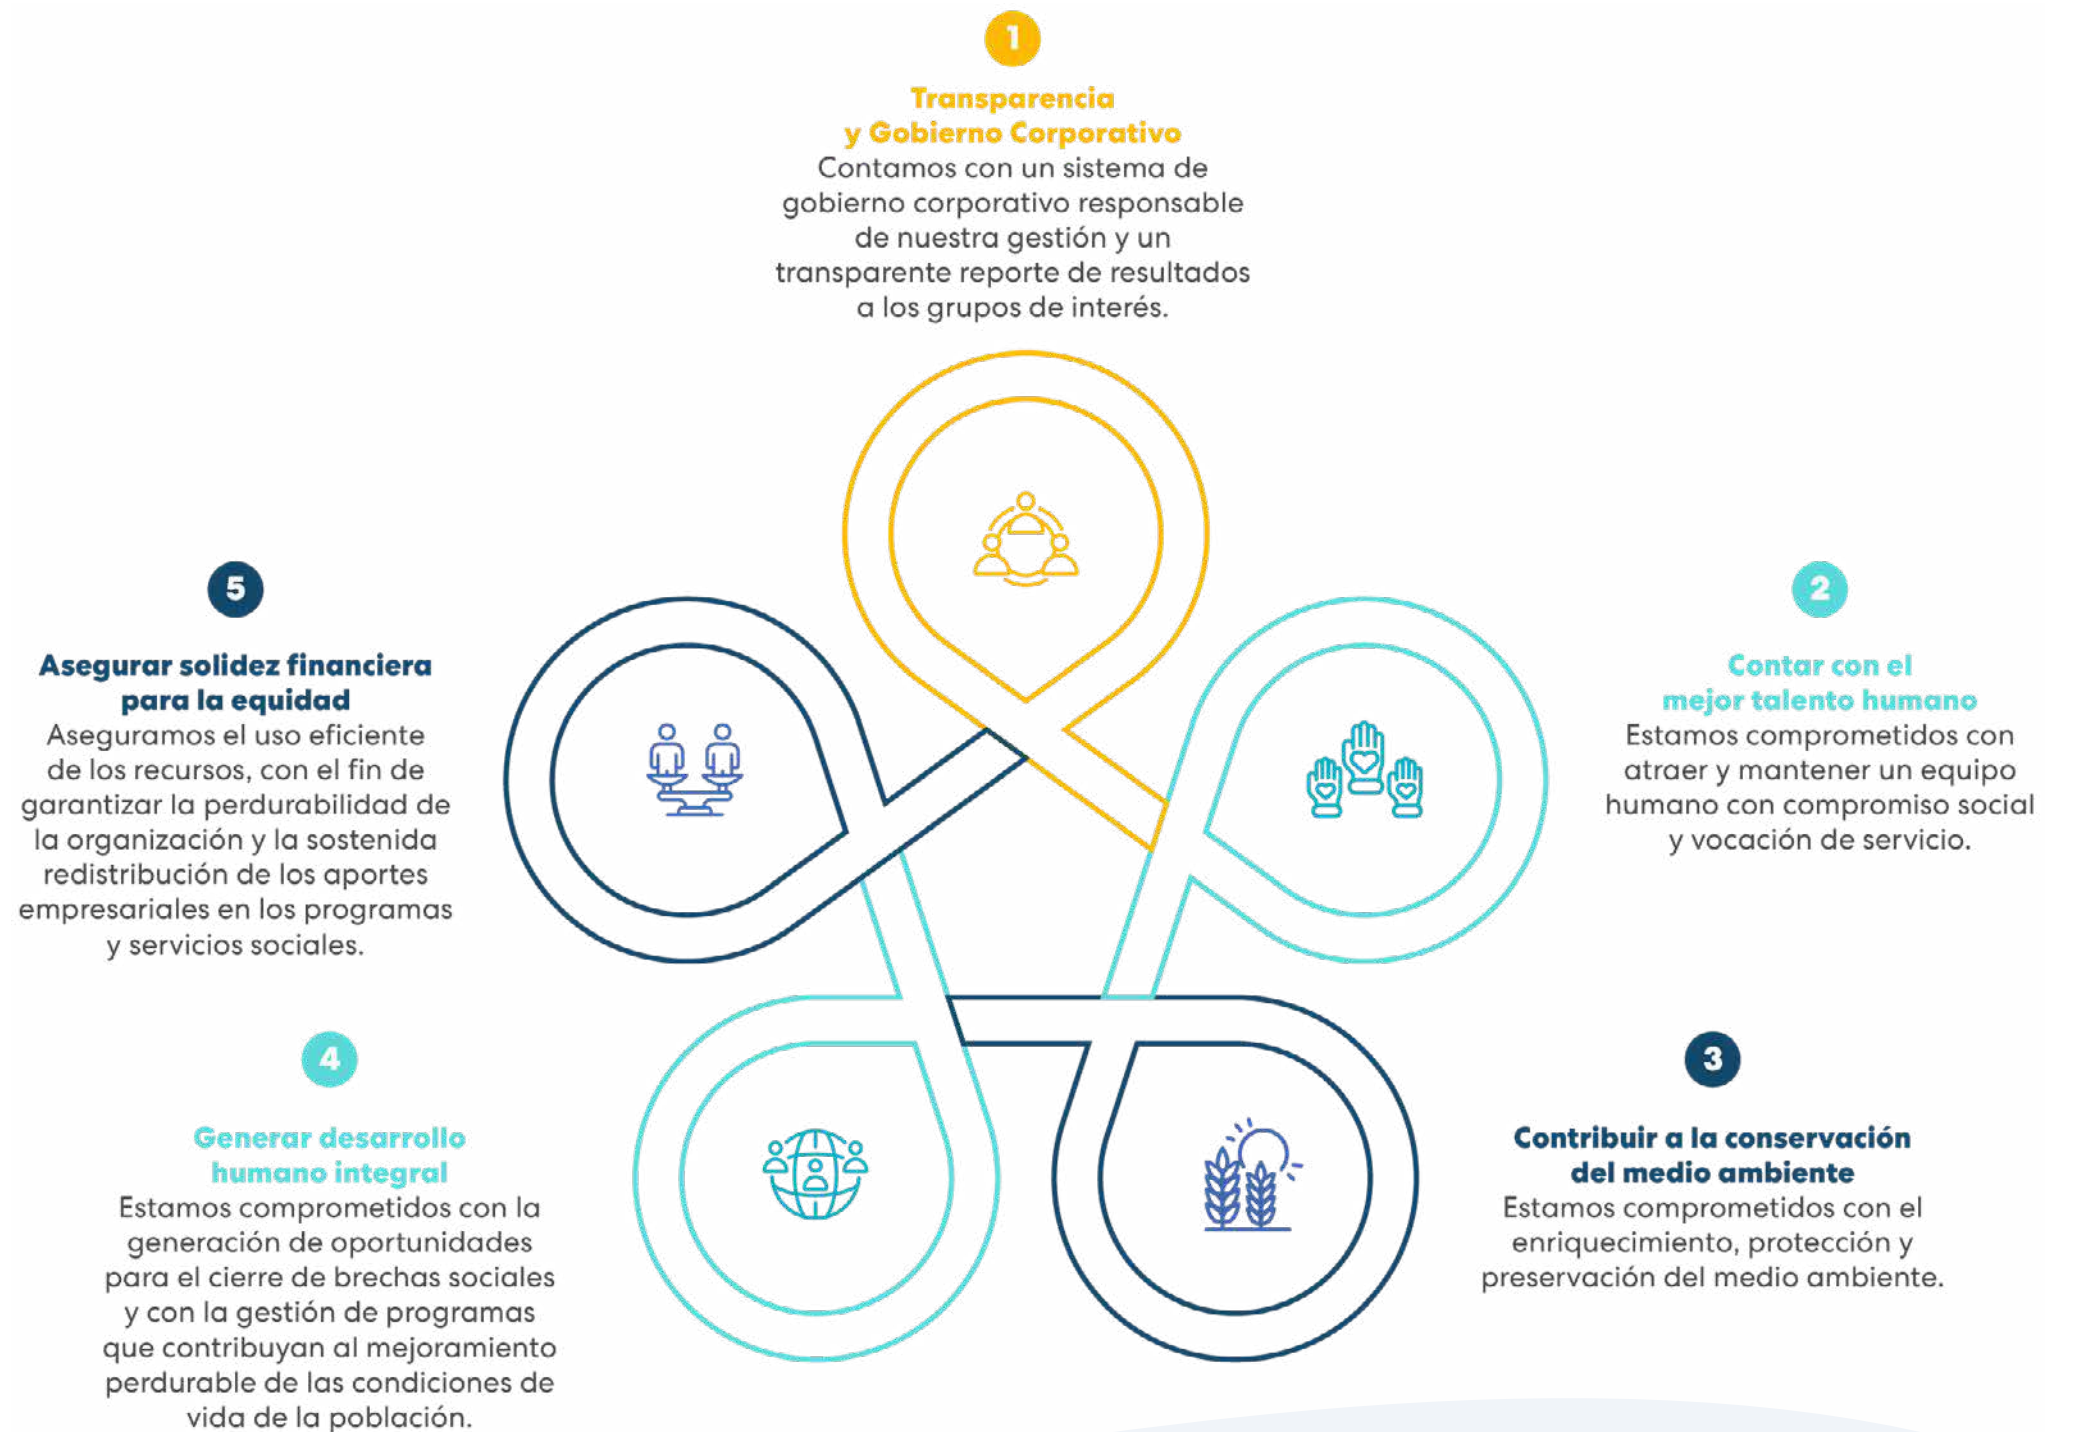 1
Transparencia
y Gobierno Corporativo
Contamos con un sistema de
gobierno corporativo responsable
de nuestra gestión y un
transparente reporte de resultados
a los grupos de interés.
2
Contar con el
mejor talento humano
Estamos comprometidos con
atraer y mantener un equipo
humano con compromiso social
y vocación de servicio.
3
Contribuir a la conservación
del medio ambiente
Estamos comprometidos con el
enriquecimiento, protección y
preservación del medio ambiente.
4
Generar desarrollo
humano integral
Estamos comprometidos con la
generación de oportunidades
para el cierre de brechas sociales
y con la gestión de programas
que contribuyan al mejoramiento
perdurable de las condiciones de
vida de la población.
5
Asegurar solidez financiera
para la equidad
Aseguramos el uso eficiente
de los recursos, con el fin de
garantizar la perdurabilidad de
la organización y la sostenida
redistribución de los aportes
empresariales en los programas
y servicios sociales.